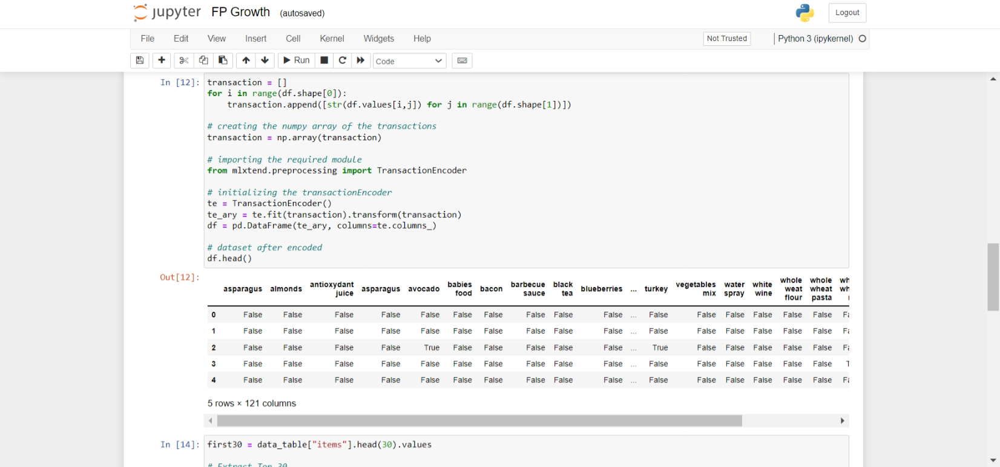 jupyter FP Growth (autosaved)
Logout
File Edit View Insert Cell Kernel Widgets Help
Not Trusted
Python 3 (ipykernel)
Run
Code
In [12]:
transaction = []
for i in range(df.shape[0]):
    transaction.append([str(df.values[i,j]) for j in range(df.shape[1])])
# creating the numpy array of the transactions
transaction = np.array(transaction)
# importing the required module
from mlxtend.preprocessing import TransactionEncoder
# initializing the transactionEncoder
te = TransactionEncoder()
te_ary = te.fit(transaction).transform(transaction)
df = pd.DataFrame(te_ary, columns=te.columns_)
# dataset after encoded
df.head()
Out[12]:
asparagus almonds antioxydant juice asparagus avocado babies food bacon barbecue sauce black tea blueberries ... turkey vegetables mix water spray white wine whole weat flour whole wheat pasta
0 False False False False False False False False False False ... False False False False False False
1 False False False False False False False False False False ... False False False False False False
2 False False False False True False False False False False ... True False False False False False
3 False False False False False False False False False False ... False False False False False False
4 False False False False False False False False False False ... False False False False False False
5 rows × 121 columns
In [14]:
first30 = data_table["items"].head(30).values
# Extract Top 30